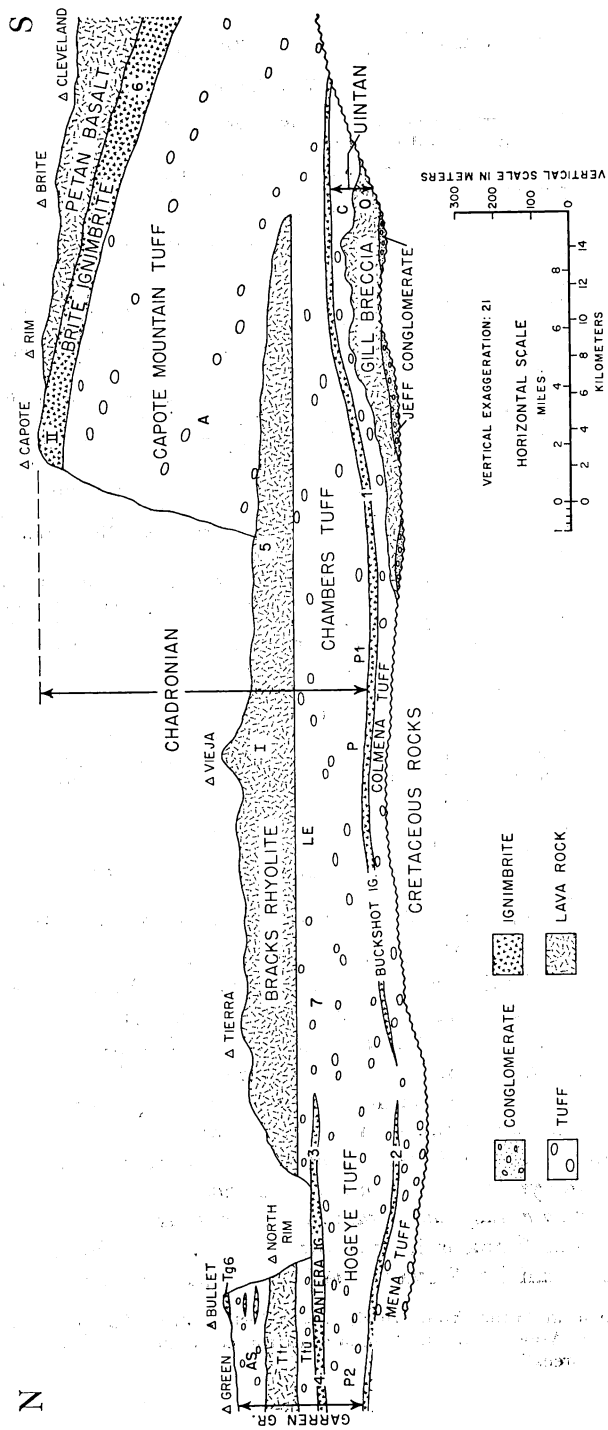 N
S
△ GREEN
△ BULLET
△ NORTH RIM
△ TIERRA
△ VIEJA
△ CAPOTE
△ RIM
△ BRITE
△ CLEVELAND
Tg6
As
GARREN GR.
4
PANTERA IG.
3
P2
HOGEYE TUFF
MENA TUFF
2
7
LE
BRACKS RHYOLITE
I
5
CHADRONIAN
II
BRITE IGNIMBRITE
6
PETAN BASALT
CAPOTE MOUNTAIN TUFF
A
CHAMBERS TUFF
P
P1
1
BUCKSHOT IG.
COLMENA TUFF
CRETACEOUS ROCKS
GILL BRECCIA
C
O
UINTAN
JEFF CONGLOMERATE
CONGLOMERATE
IGNIMBRITE
TUFF
LAVA ROCK
VERTICAL EXAGGERATION: 21
HORIZONTAL SCALE
MILES
0 2 4 6 8
0 2 4 6 8 10 12 14
KILOMETERS
VERTICAL SCALE IN METERS
300
200
100
0